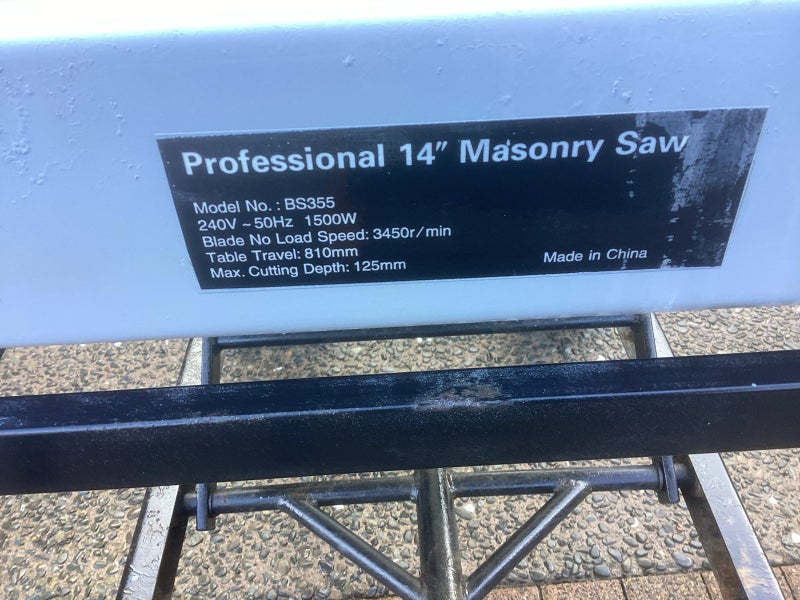 Professional 14" Masonry Saw
Model No. : BS355
240V ~ 50Hz 1500W
Blade No Load Speed: 3450r/min
Table Travel: 810mm
Max. Cutting Depth: 125mm
Made in China